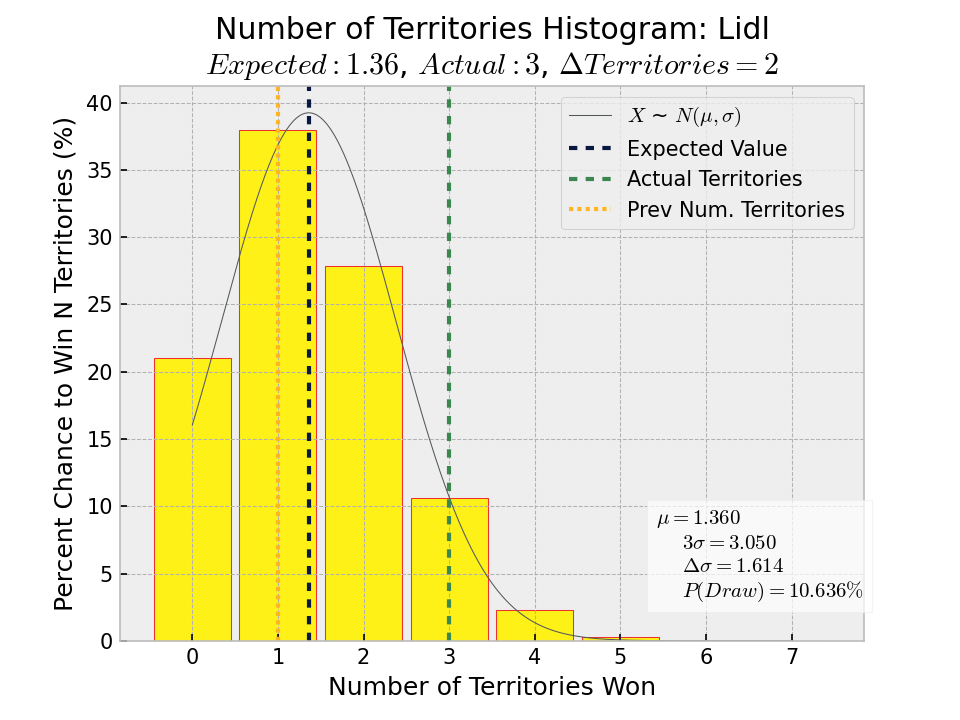 Number of Territories Histogram: Lidl
Expected : 1.36, Actual : 3, ΔTerritories = 2
Percent Chance to Win N Territories (%)
40
35
30
25
20
15
10
5
0
X ~ N(μ, σ)
Expected Value
Actual Territories
Prev Num. Territories
μ = 1.360
3σ = 3.050
Δσ = 1.614
P(Draw) = 10.636%
0 1 2 3 4 5 6 7
Number of Territories Won